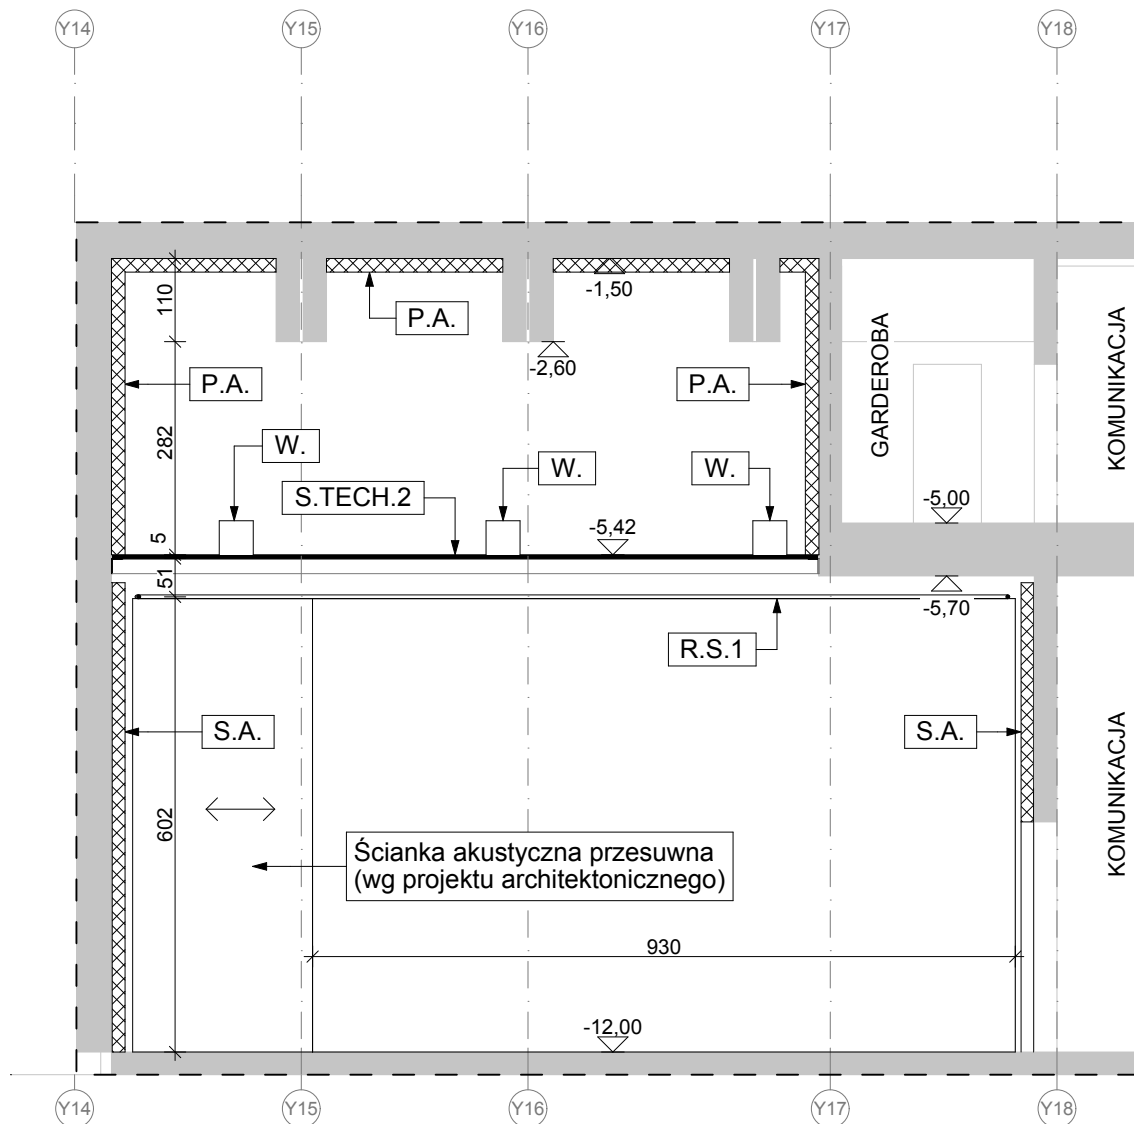 Y14
Y15
Y16
Y17
Y18
110
-1,50
P.A.
-2,60
P.A.
P.A.
282
GARDEROBA
KOMUNIKACJA
W.
W.
W.
S.TECH.2
-5,42
-5,00
5
51
-5,70
R.S.1
S.A.
S.A.
602
KOMUNIKACJA
Ścianka akustyczna przesuwna
(wg projektu architektonicznego)
930
-12,00
Y14
Y15
Y16
Y17
Y18